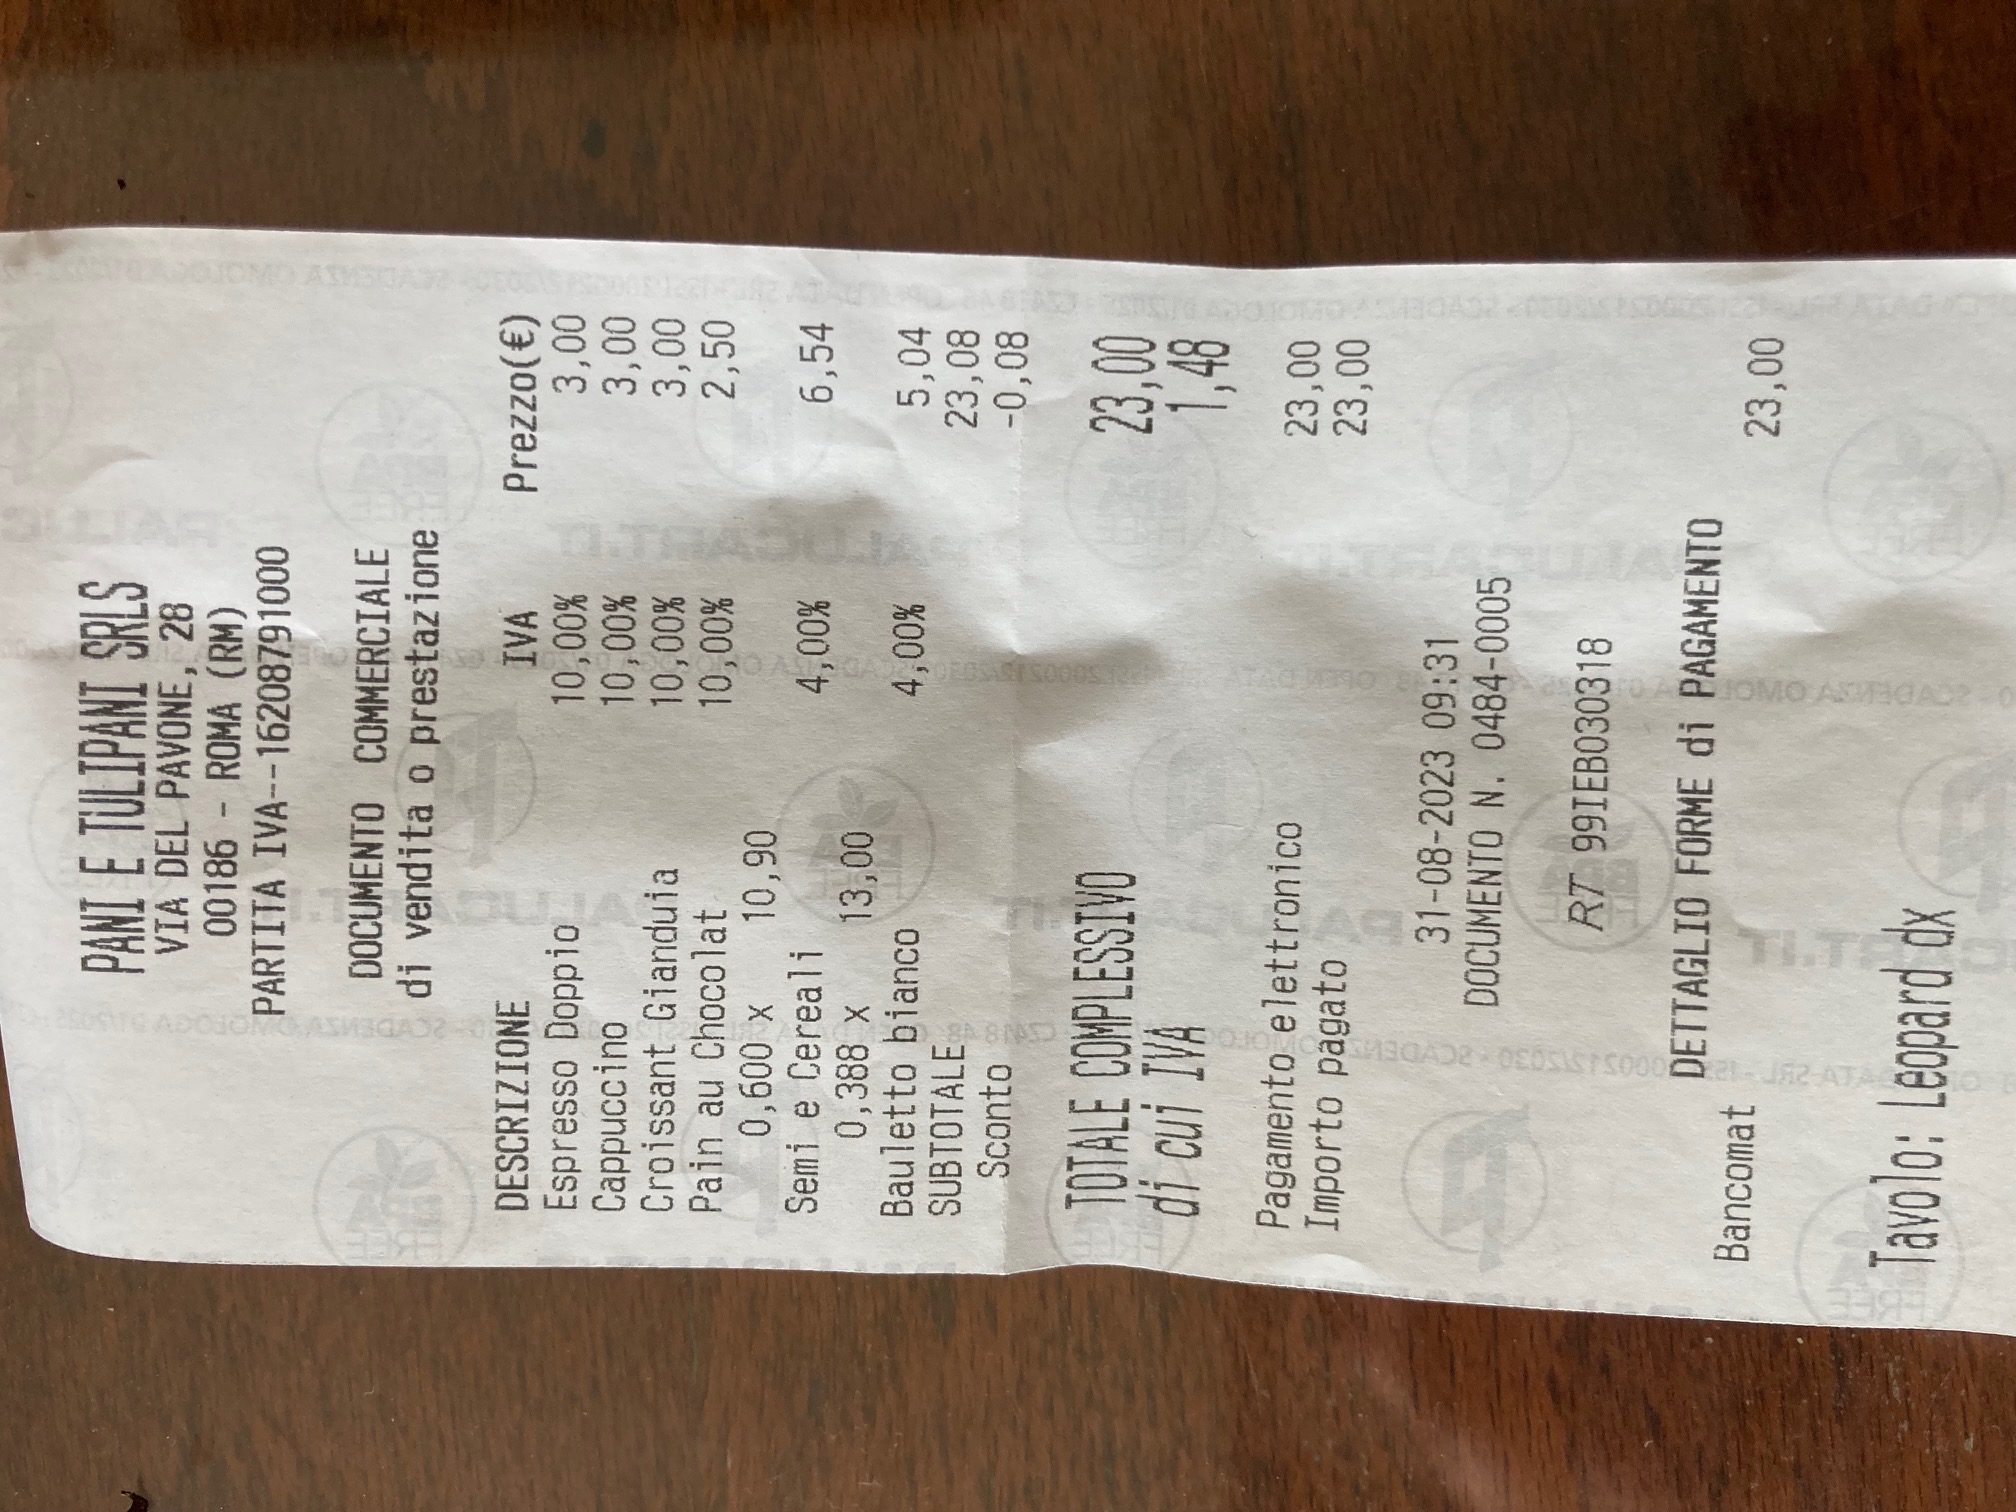 PANI E TULIPANI SRLS
VIA DEL PAVONE, 28
00186 - ROMA (RM)
PARTITA IVA--16208791000
DOCUMENTO COMMERCIALE
di vendita o prestazione
DESCRIZIONE IVA Prezzo(€)
Espresso Doppio 10,00% 3,00
Cappuccino 10,00% 3,00
Croissant Gianduia 10,00% 3,00
Pain au Chocolat 10,00% 2,50
0,600 x 10,90
Semi e Cereali 4,00% 6,54
0,388 x 13,00
Bauletto bianco 4,00% 5,04
SUBTOTALE 23,08
Sconto -0,08
TOTALE COMPLESSIVO 23,00
di cui IVA 1,48
Pagamento elettronico 23,00
Importo pagato 23,00
31-08-2023 09:31
DOCUMENTO N. 0484-0005
RT 99IEB030318
DETTAGLIO FORME di PAGAMENTO
Bancomat 23,00
Tavolo: Leopard dx